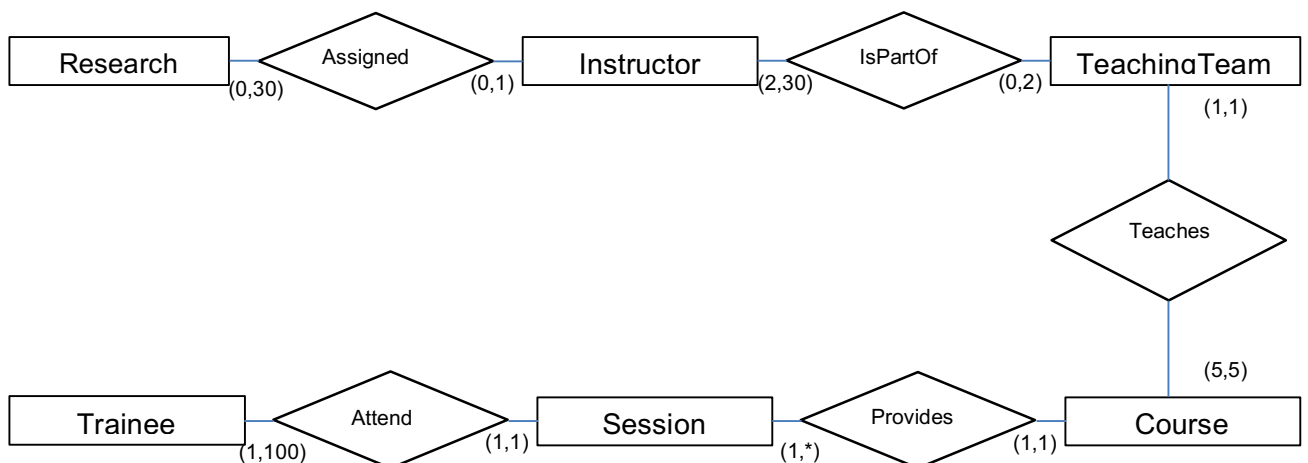 Research
Assigned
Instructor
IsPartOf
TeachingTeam
(0,30)
(0,1)
(2,30)
(0,2)
(1,1)
Teaches
(5,5)
Trainee
Attend
Session
Provides
Course
(1,100)
(1,1)
(1,*)
(1,1)